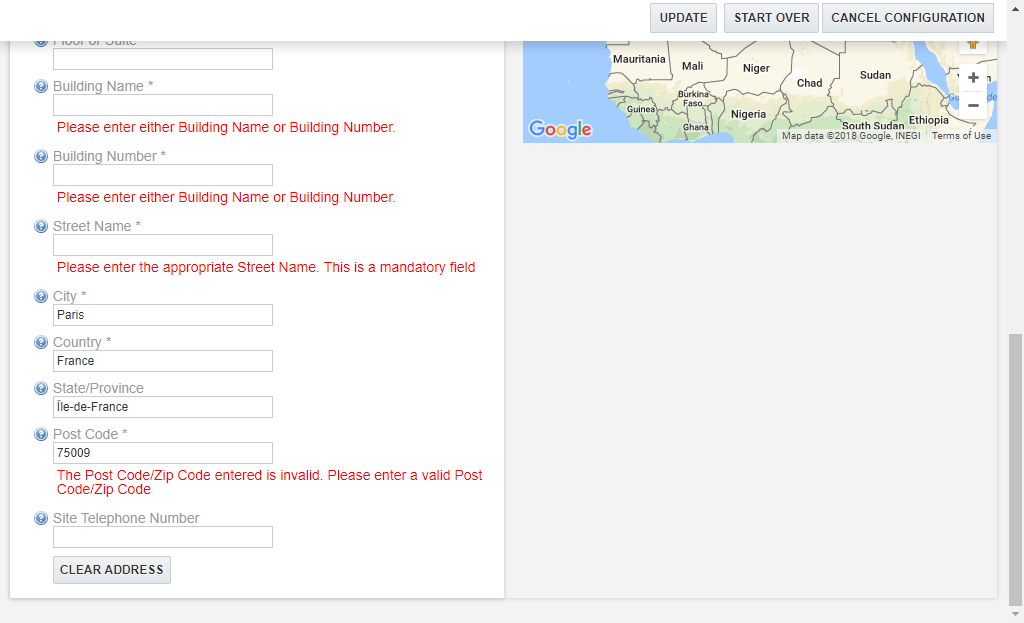 UPDATE
START OVER
CANCEL CONFIGURATION
Floor or Suite
Building Name *
Please enter either Building Name or Building Number.
Building Number *
Please enter either Building Name or Building Number.
Street Name *
Please enter the appropriate Street Name. This is a mandatory field
City *
Paris
Country *
France
State/Province
Île-de-France
Post Code *
75009
The Post Code/Zip Code entered is invalid. Please enter a valid Post
Code/Zip Code
Site Telephone Number
CLEAR ADDRESS
Mauritania
Mali
Niger
Chad
Sudan
Burkina
Faso
Guinea
Nigeria
Ghana
South Sudan
Ethiopia
Google
Map data ©2018 Google, INEGI
Terms of Use